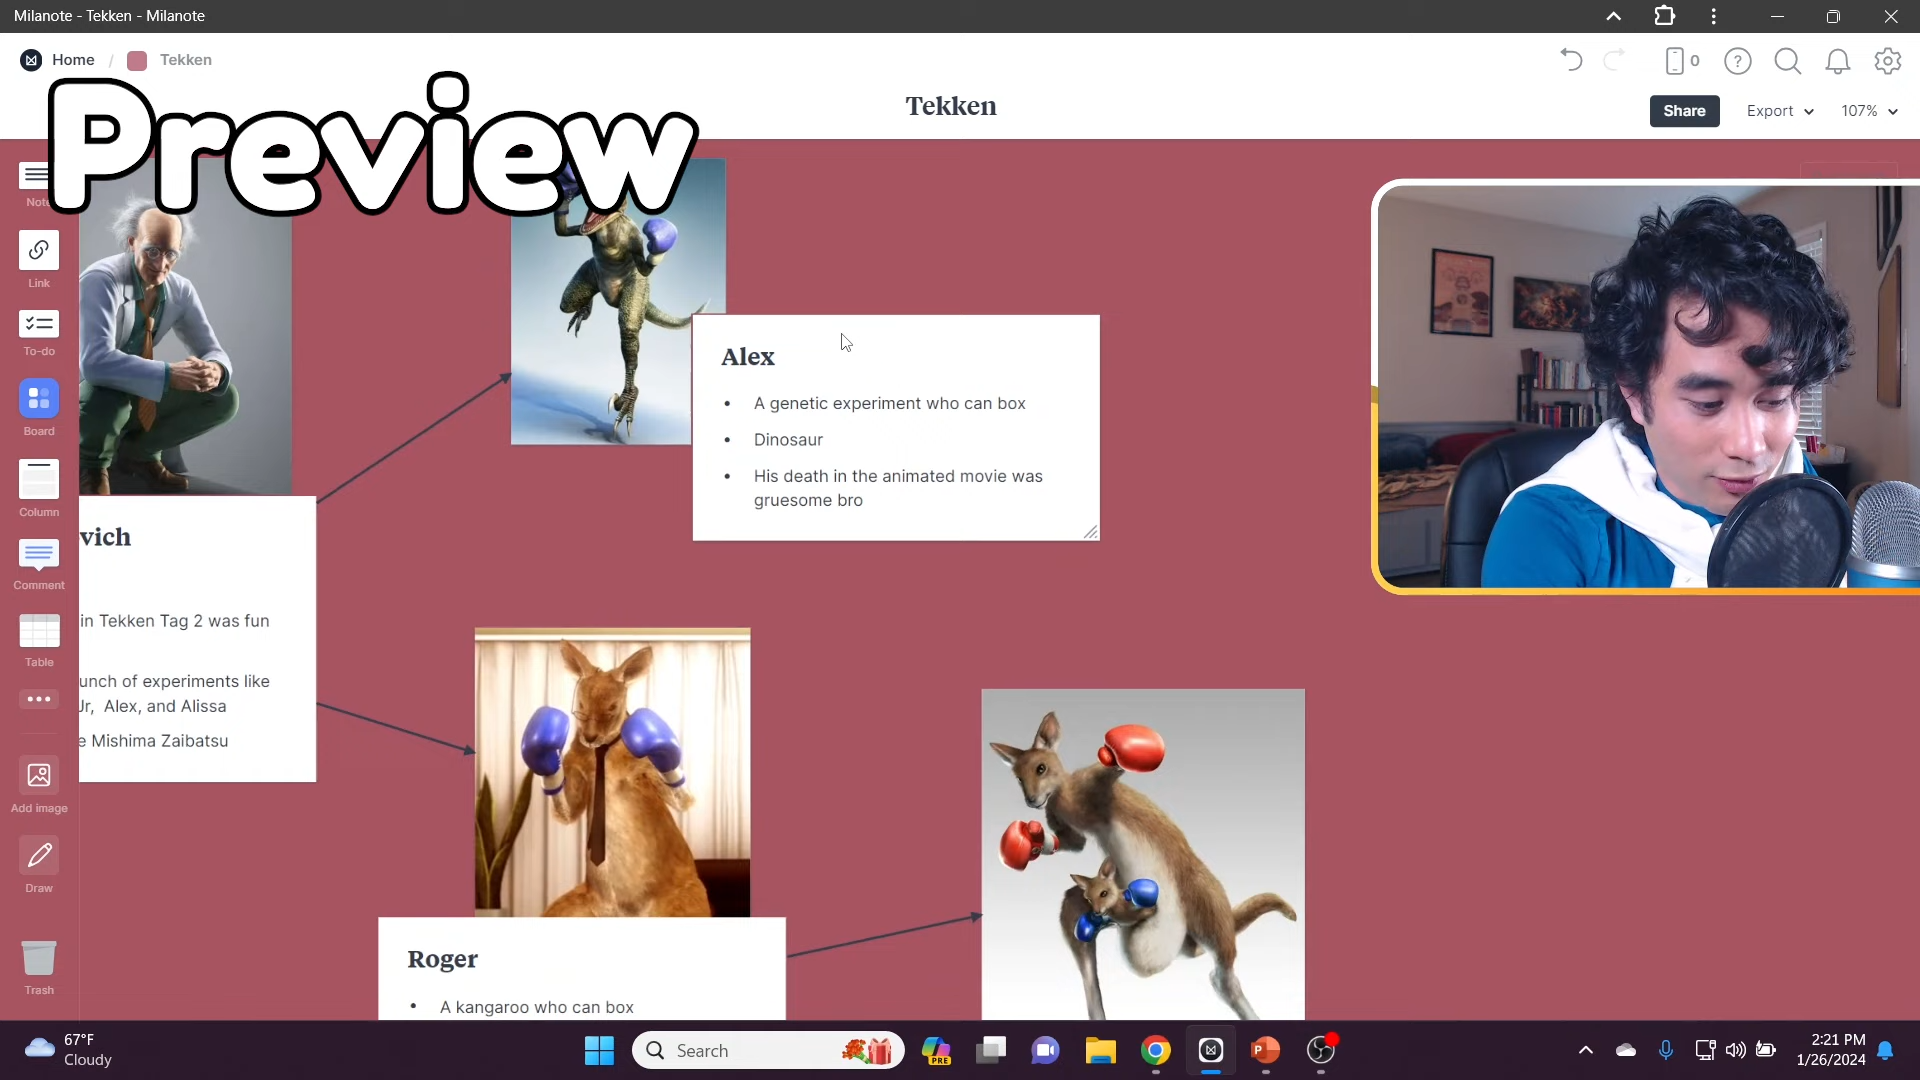 Milanote - Tekken - Milanote
Home / Tekken
0
Preview
Tekken
Share
Export
107%
Note
Link
To-do
Board
Column
Comment
Table
Add image
Draw
Trash
Alex
• A genetic experiment who can box
• Dinosaur
• His death in the animated movie was
gruesome bro
vich
in Tekken Tag 2 was fun
unch of experiments like
Jr, Alex, and Alissa
e Mishima Zaibatsu
Roger
• A kangaroo who can box
67°F
Cloudy
Search
PRE
2:21 PM
1/26/2024